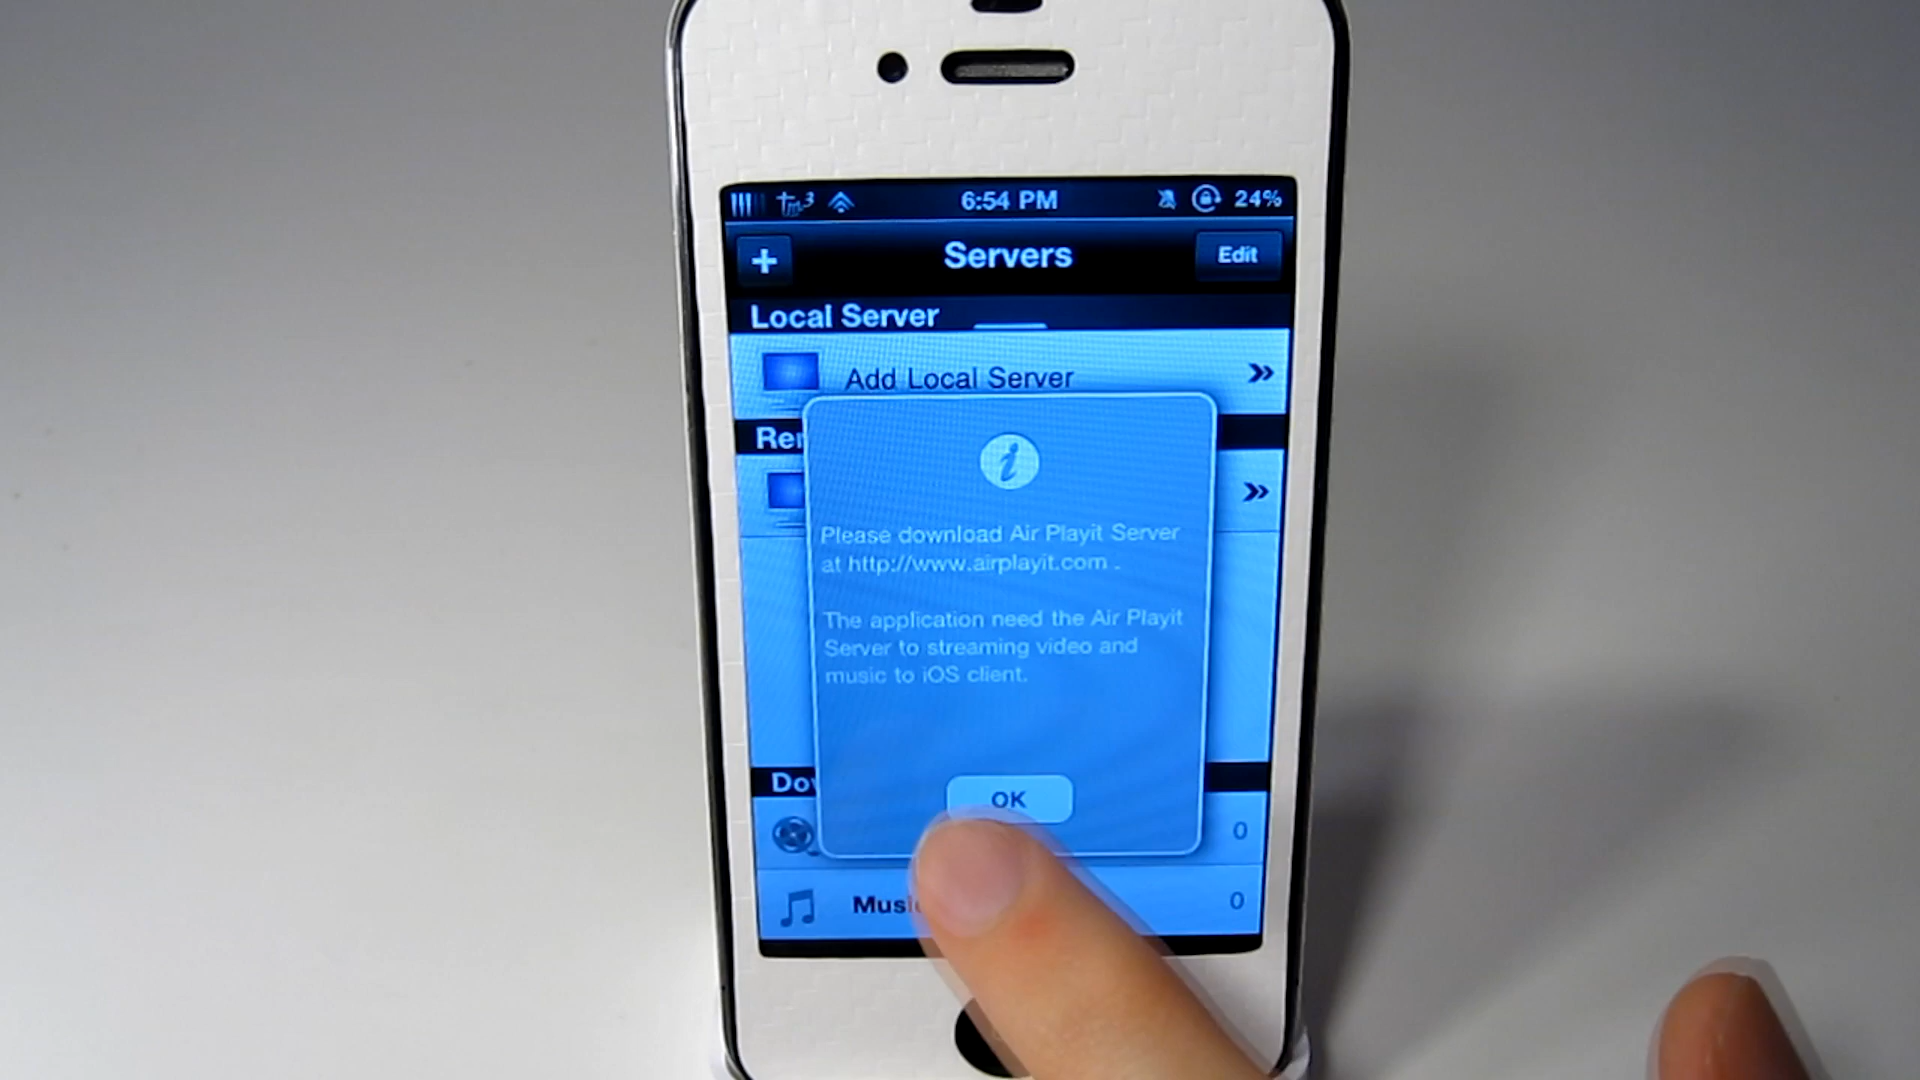 tm3 6:54 PM 24%
+ Servers Edit
Local Server
Add Local Server
Please download Air Playit Server
at http://www.airplayit.com .
The application need the Air Playit
Server to streaming video and
music to iOS client.
OK
0
0